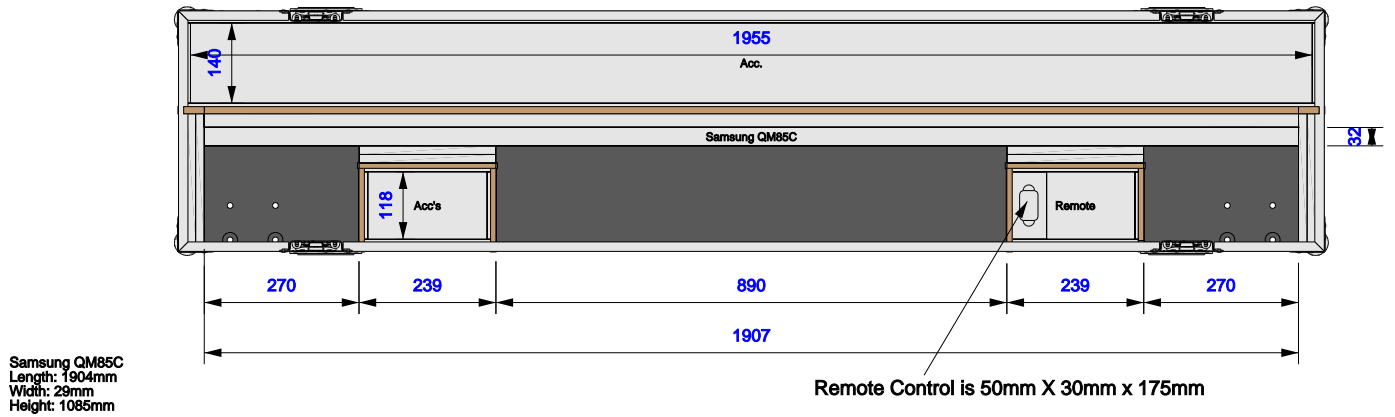 1955
140
Acc.
Samsung QM85C
32
118
Acc's
Remote
270
239
890
239
270
1907
Samsung QM85C
Length: 1904mm
Width: 29mm
Height: 1085mm
Remote Control is 50mm X 30mm x 175mm